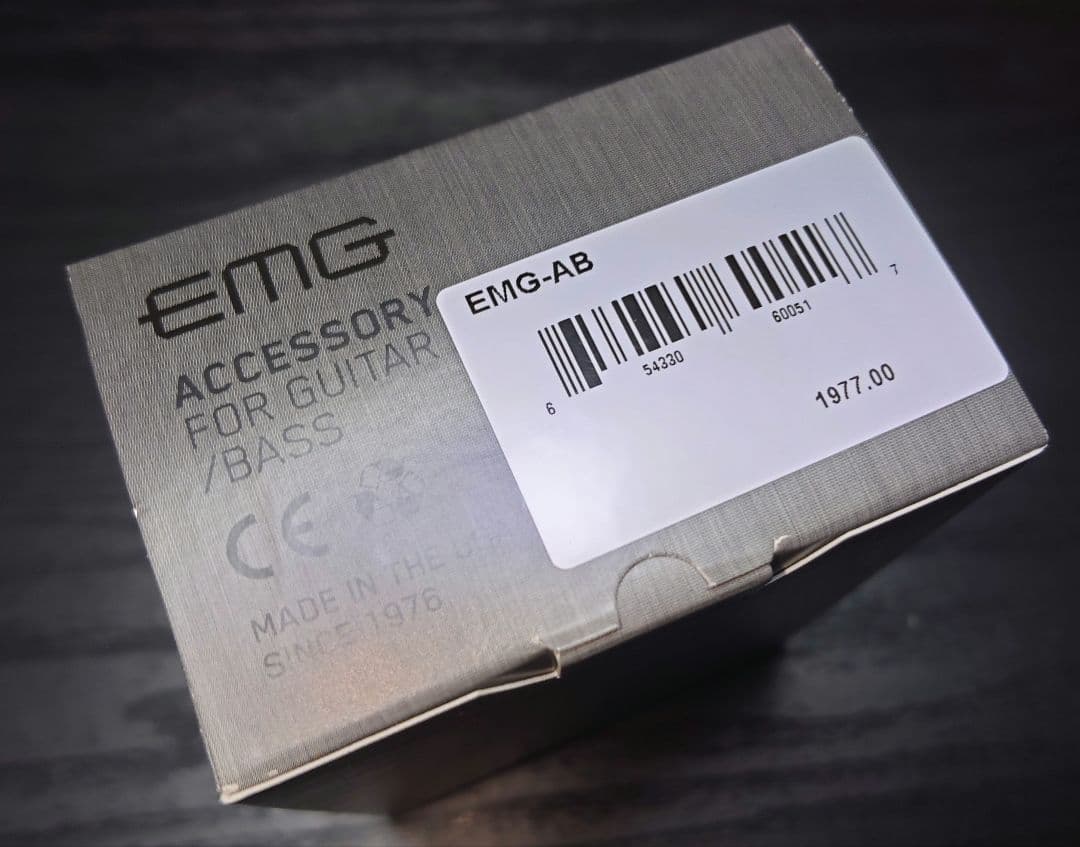 EMG
ACCESSORY
FOR GUITAR
/BASS
CE
MADE IN THE USA
SINCE 1976
EMG-AB
6 54330 60051 7
1977.00